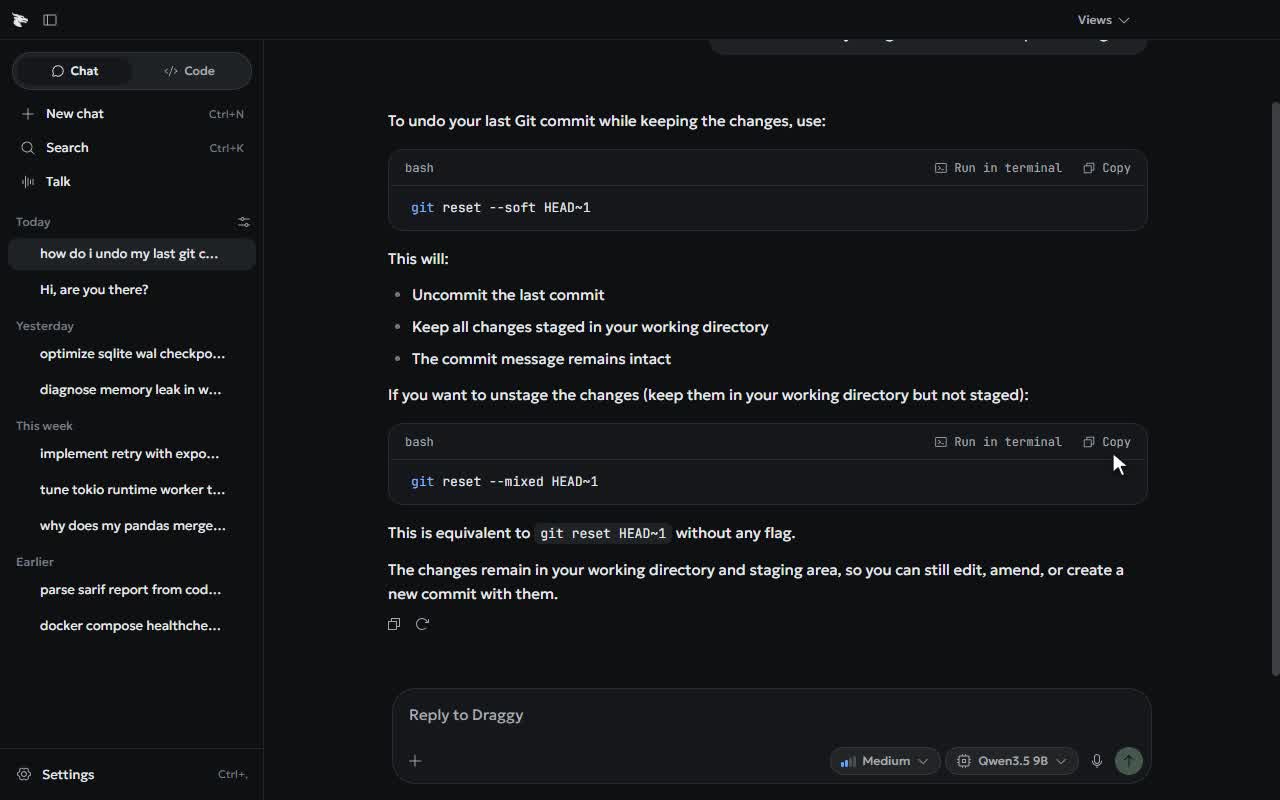 Views
Chat
</> Code
New chat Ctrl+N
Search Ctrl+K
Talk
Today
how do i undo my last git c...
Hi, are you there?
Yesterday
optimize sqlite wal checkpo...
diagnose memory leak in w...
This week
implement retry with expo...
tune tokio runtime worker t...
why does my pandas merge...
Earlier
parse sarif report from cod...
docker compose healthche...
Settings Ctrl+,
To undo your last Git commit while keeping the changes, use:
bash Run in terminal Copy
git reset --soft HEAD~1
This will:
• Uncommit the last commit
• Keep all changes staged in your working directory
• The commit message remains intact
If you want to unstage the changes (keep them in your working directory but not staged):
bash Run in terminal Copy
git reset --mixed HEAD~1
This is equivalent to git reset HEAD~1 without any flag.
The changes remain in your working directory and staging area, so you can still edit, amend, or create a
new commit with them.
Reply to Draggy
Medium Qwen3.5 9B